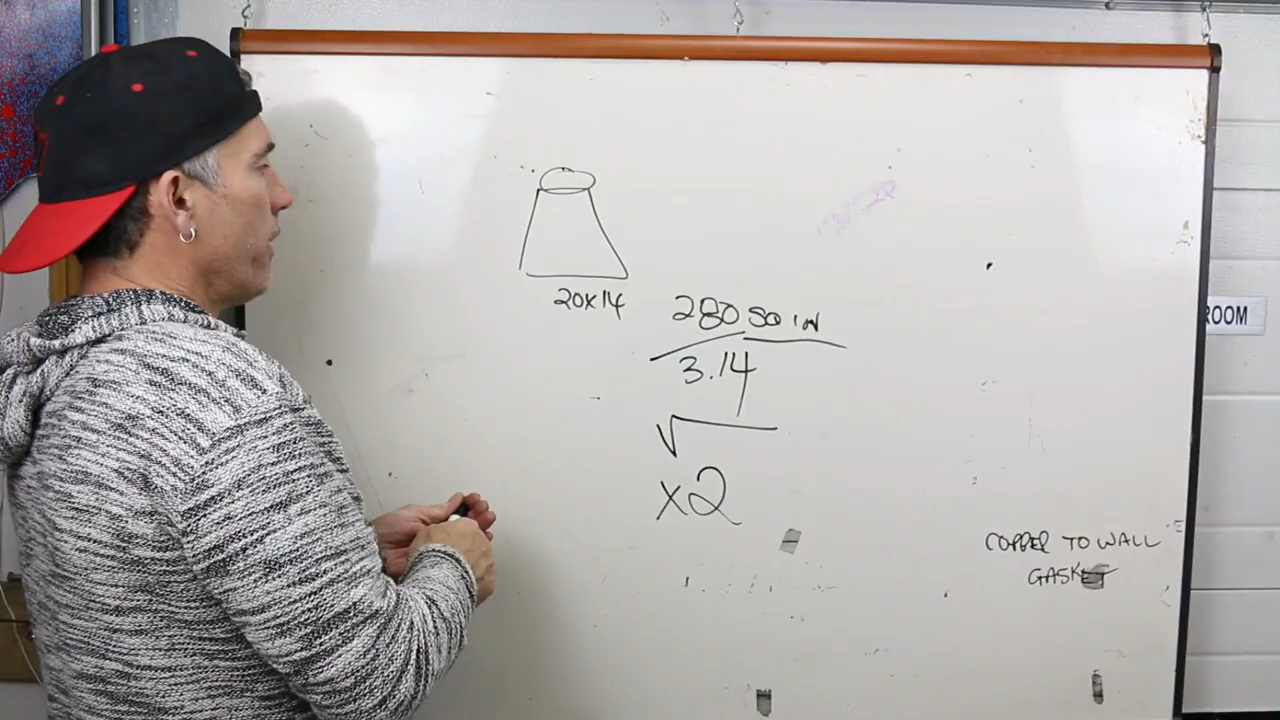 20X14
280 SQ IN
3.14
√
X2
COPPER TO WALL
GASKET
ROOM